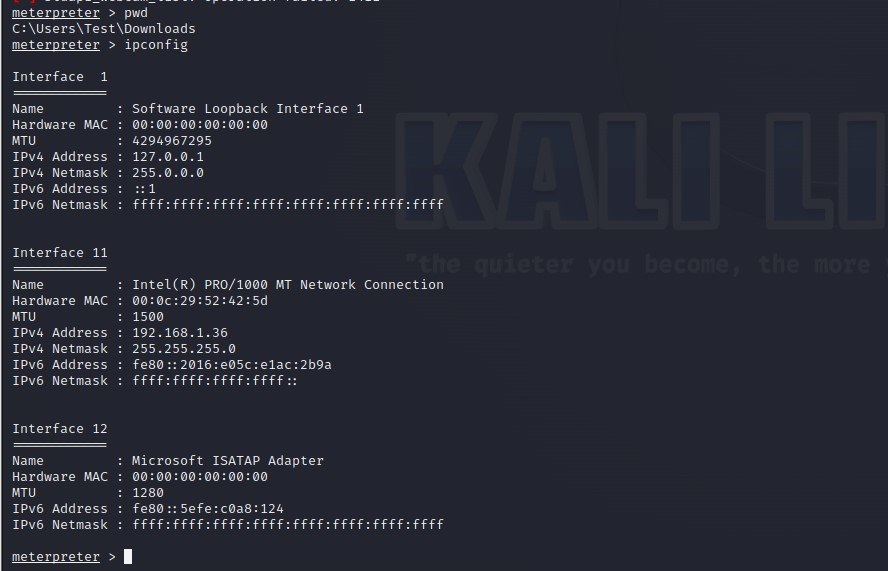 meterpreter > pwd
C:\Users\Test\Downloads
meterpreter > ipconfig
Interface  1
============
Name         : Software Loopback Interface 1
Hardware MAC : 00:00:00:00:00:00
MTU          : 4294967295
IPv4 Address : 127.0.0.1
IPv4 Netmask : 255.0.0.0
IPv6 Address : ::1
IPv6 Netmask : ffff:ffff:ffff:ffff:ffff:ffff:ffff:ffff
Interface 11
============
Name         : Intel(R) PRO/1000 MT Network Connection
Hardware MAC : 00:0c:29:52:42:5d
MTU          : 1500
IPv4 Address : 192.168.1.36
IPv4 Netmask : 255.255.255.0
IPv6 Address : fe80::2016:e05c:e1ac:2b9a
IPv6 Netmask : ffff:ffff:ffff:ffff::
Interface 12
============
Name         : Microsoft ISATAP Adapter
Hardware MAC : 00:00:00:00:00:00
MTU          : 1280
IPv6 Address : fe80::5efe:c0a8:124
IPv6 Netmask : ffff:ffff:ffff:ffff:ffff:ffff:ffff:ffff
meterpreter >
KALI LI
"the quieter you become, the more